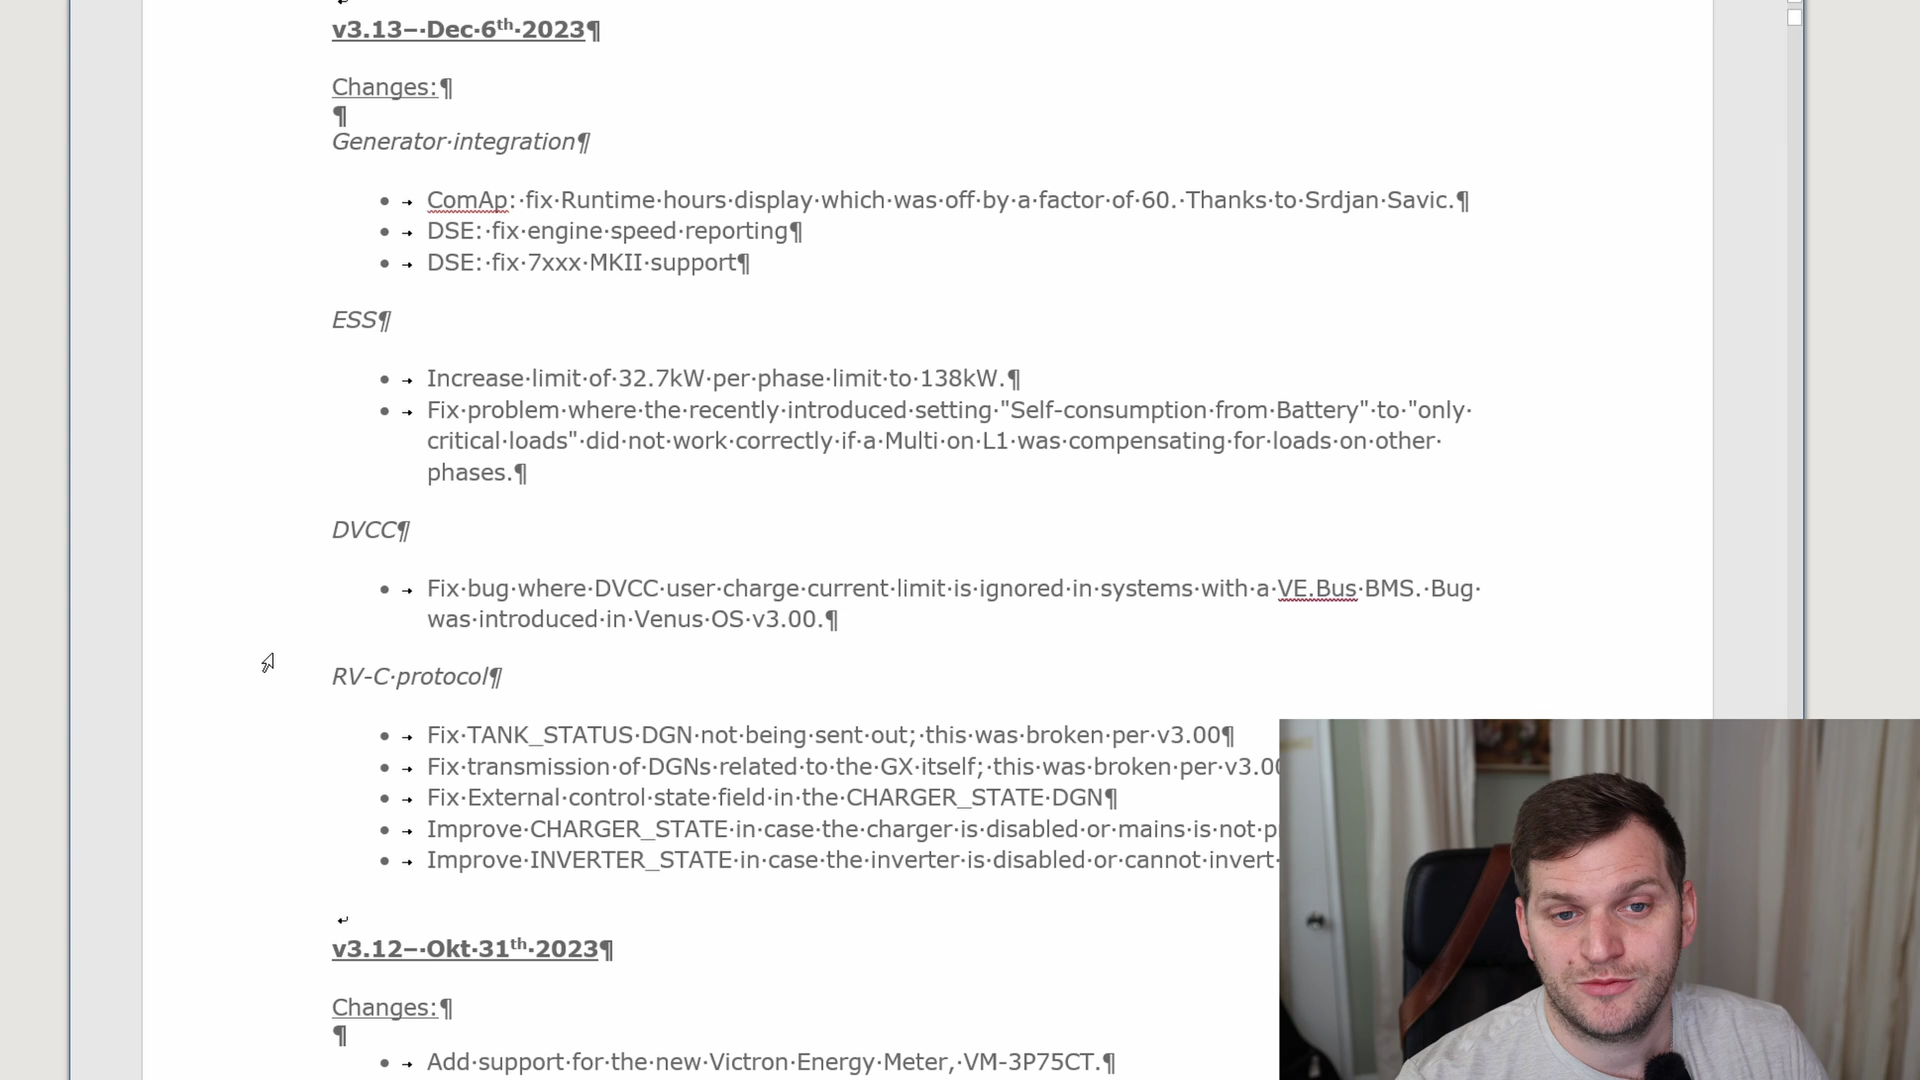 v3.13–·Dec·6th·2023¶
Changes:¶
¶
Generator·integration¶
ComAp:·fix·Runtime·hours·display·which·was·off·by·a·factor·of·60.·Thanks·to·Srdjan·Savic.¶
DSE:·fix·engine·speed·reporting¶
DSE:·fix·7xxx·MKII·support¶
ESS¶
Increase·limit·of·32.7kW·per·phase·limit·to·138kW.¶
Fix·problem·where·the·recently·introduced·setting·"Self-consumption·from·Battery"·to·"only·
critical·loads"·did·not·work·correctly·if·a·Multi·on·L1·was·compensating·for·loads·on·other·
phases.¶
DVCC¶
Fix·bug·where·DVCC·user·charge·current·limit·is·ignored·in·systems·with·a·VE.Bus·BMS.·Bug·
was·introduced·in·Venus·OS·v3.00.¶
RV-C·protocol¶
Fix·TANK_STATUS·DGN·not·being·sent·out;·this·was·broken·per·v3.00¶
Fix·transmission·of·DGNs·related·to·the·GX·itself;·this·was·broken·per·
Fix·External·control·state·field·in·the·CHARGER_STATE·DGN¶
Improve·CHARGER_STATE·in·case·the·charger·is·disabled·or·mains·is·not·
Improve·INVERTER_STATE·in·case·the·inverter·is·disabled·or·cannot·invert·
v3.12–·Okt·31th·2023¶
Changes:¶
¶
Add·support·for·the·new·Victron·Energy·Meter,·VM-3P75CT.¶